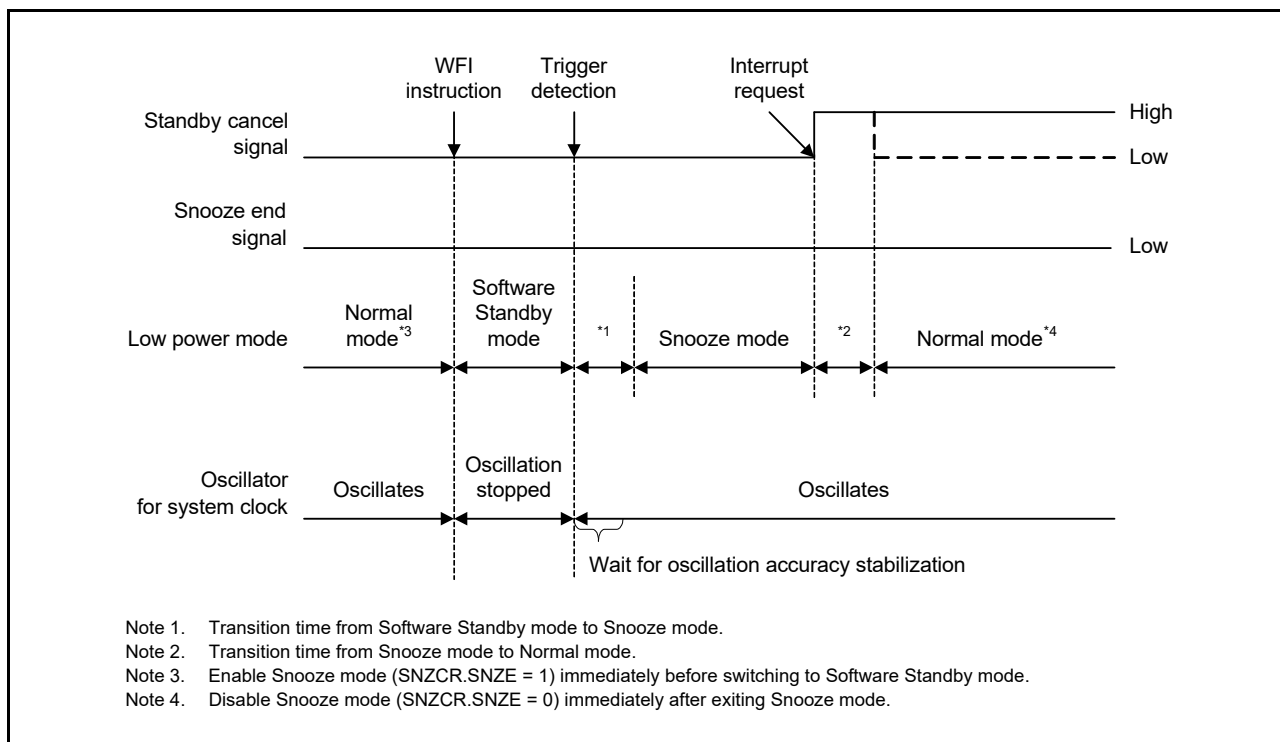 WFI
instruction
Trigger
detection
Interrupt
request
Standby cancel
signal
High
Low
Snooze end
signal
Low
Low power mode
Normal
mode*3
Software
Standby
mode
*1
Snooze mode
*2
Normal mode*4
Oscillator
for system clock
Oscillates
Oscillation
stopped
Oscillates
Wait for oscillation accuracy stabilization
Note 1. Transition time from Software Standby mode to Snooze mode.
Note 2. Transition time from Snooze mode to Normal mode.
Note 3. Enable Snooze mode (SNZCR.SNZE = 1) immediately before switching to Software Standby mode.
Note 4. Disable Snooze mode (SNZCR.SNZE = 0) immediately after exiting Snooze mode.